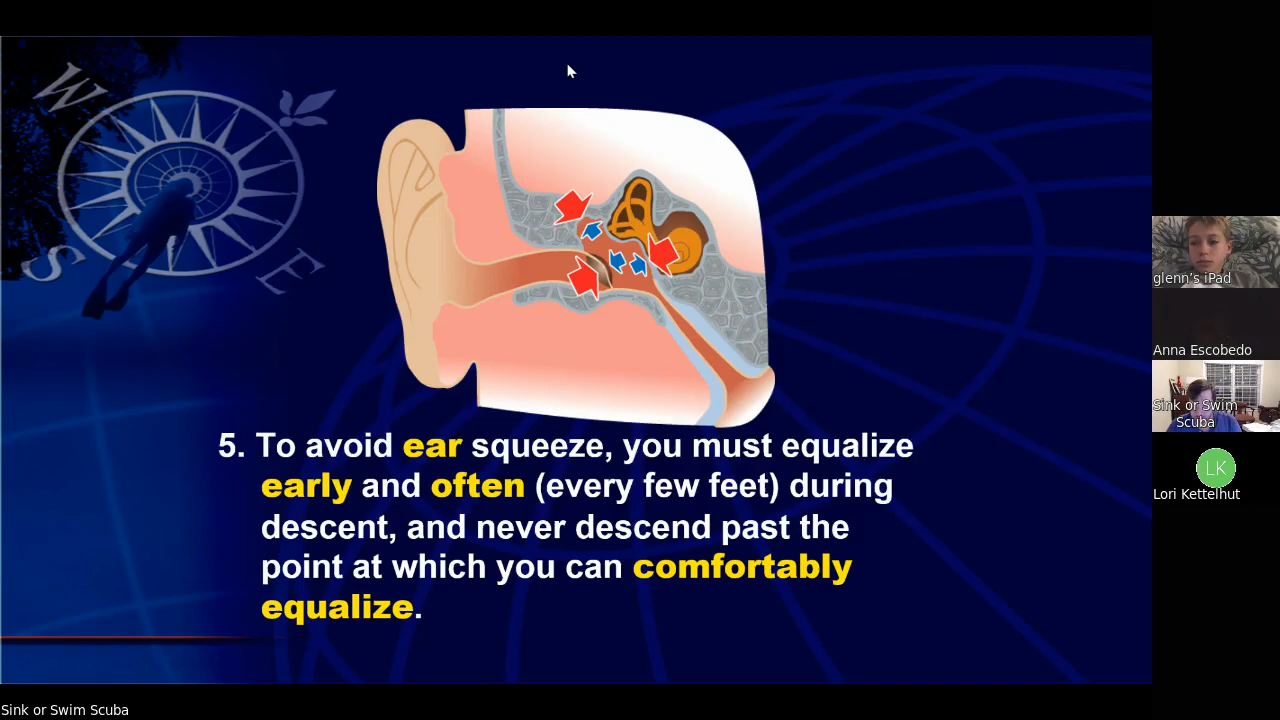 W
S
E
5. To avoid ear squeeze, you must equalize
early and often (every few feet) during
descent, and never descend past the
point at which you can comfortably
equalize.
glenn's iPad
Anna Escobedo
Sink or Swim
Scuba
LK
Lori Kettelhut
Sink or Swim Scuba